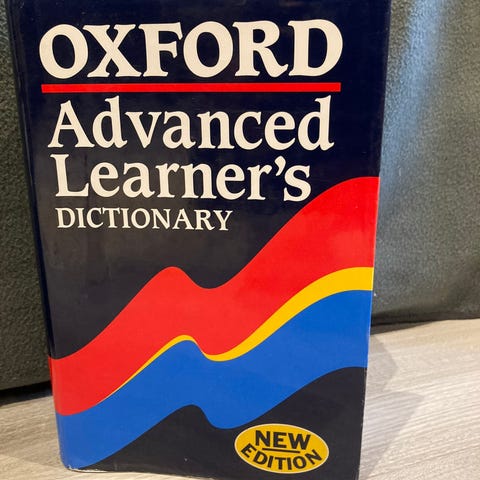 OXFORD
Advanced
Learner's
DICTIONARY
NEW
EDITION